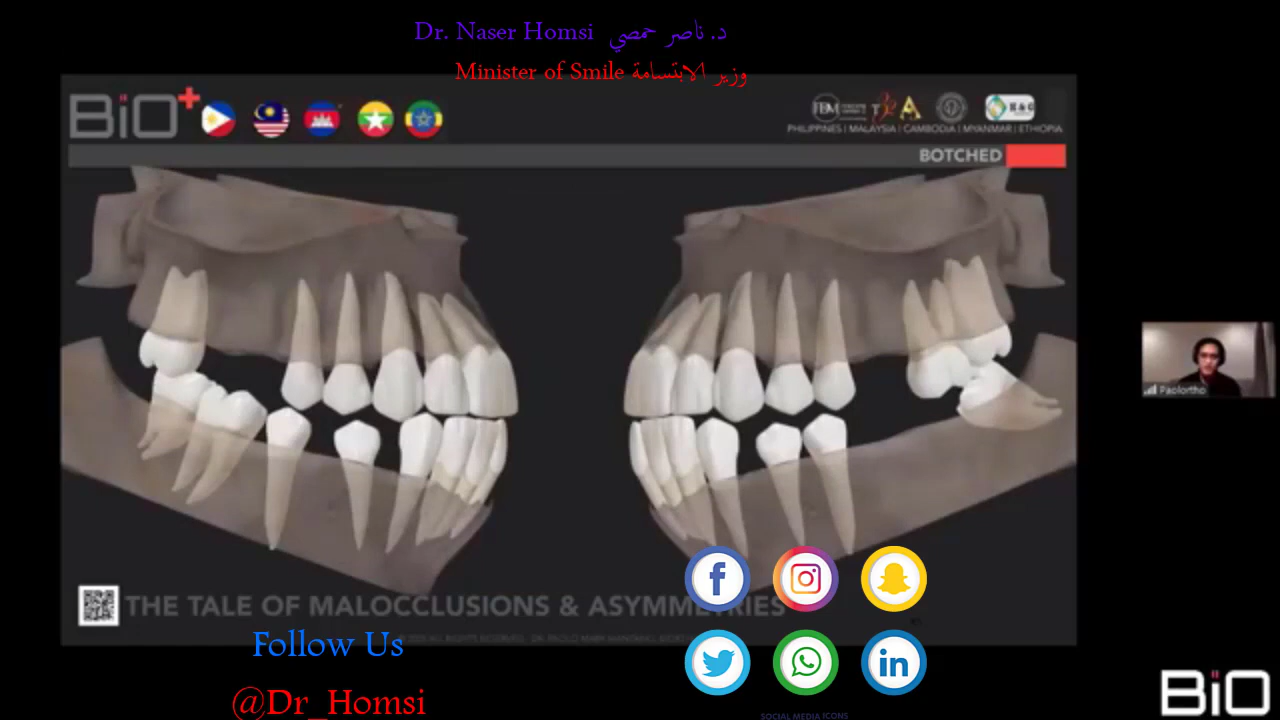 Dr. Naser Homsi د. ناصر حمصي
Minister of Smile وزير الابتسامة
BiO+
PHILIPPINES | MALAYSIA | CAMBODIA | MYANMAR | ETHIOPIA
BOTCHED
Paolortho
THE TALE OF MALOCCLUSIONS & ASYMMETRIES
Follow Us
@Dr_Homsi
SOCIAL MEDIA ICONS
BiO